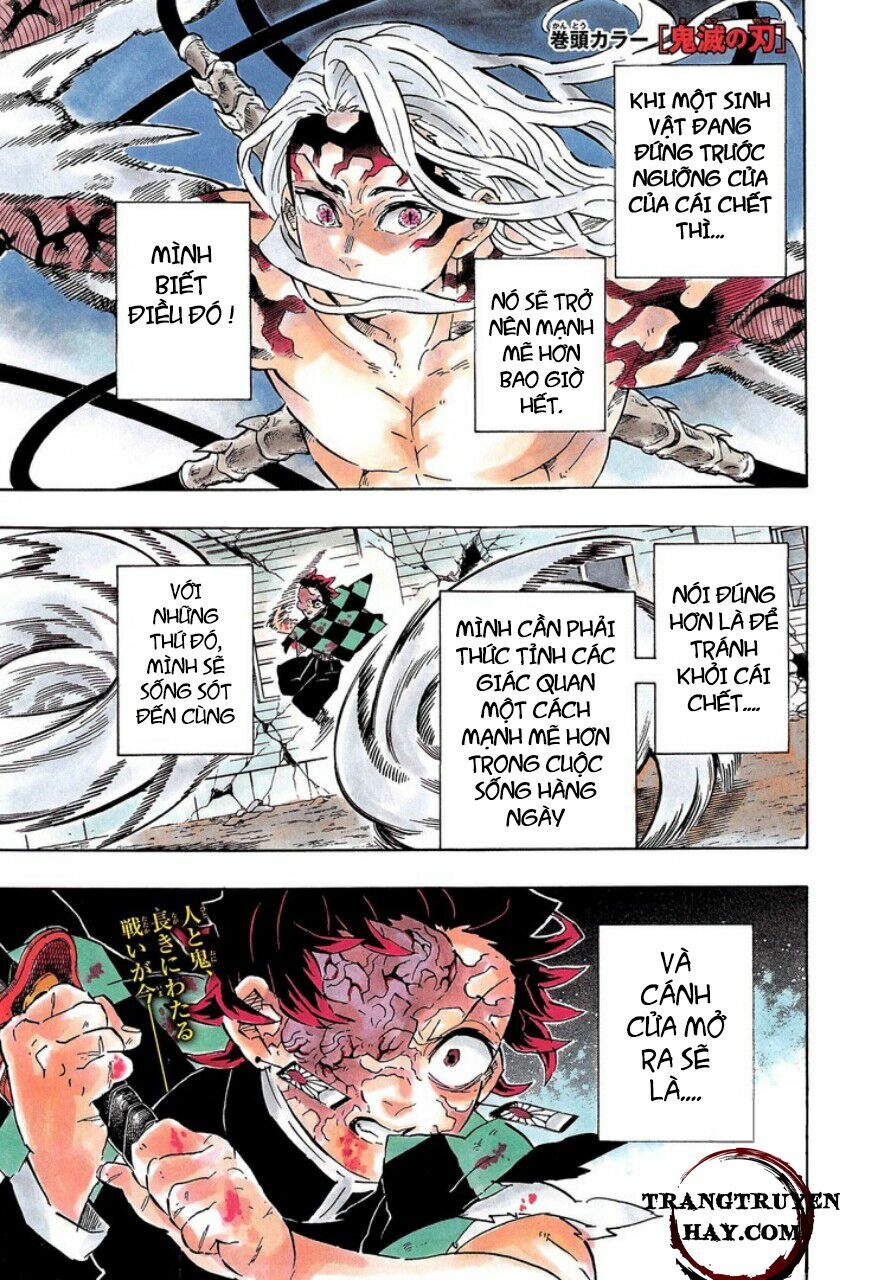 巻頭カラー [鬼滅の刃]
かんとう
KHI MỘT SINH
VẬT ĐANG
ĐỨNG TRƯỚC
NGƯỠNG CỬA
CỦA CÁI CHẾT
THÌ...
NÓ SẼ TRỞ
NÊN MẠNH
MẼ HƠN
BAO GIỜ
HẾT.
MÌNH
BIẾT
ĐIỀU ĐÓ !
NÓI ĐÚNG
HƠN LÀ ĐỂ
TRÁNH
KHỎI CÁI
CHẾT....
MÌNH CẦN PHẢI
THỨC TỈNH CÁC
GIÁC QUAN
MỘT CÁCH
MẠNH MẼ HƠN
TRONG CUỘC
SỐNG HÀNG
NGÀY
VỚI
NHỮNG
THỨ ĐÓ,
MÌNH SẼ
SỐNG SÓT
ĐẾN CÙNG
VÀ
CÁNH
CỬA MỞ
RA SẼ
LÀ....
人と鬼、
長きにわたる
戦いが今――
TRANGTRUYEN
HAY.COM